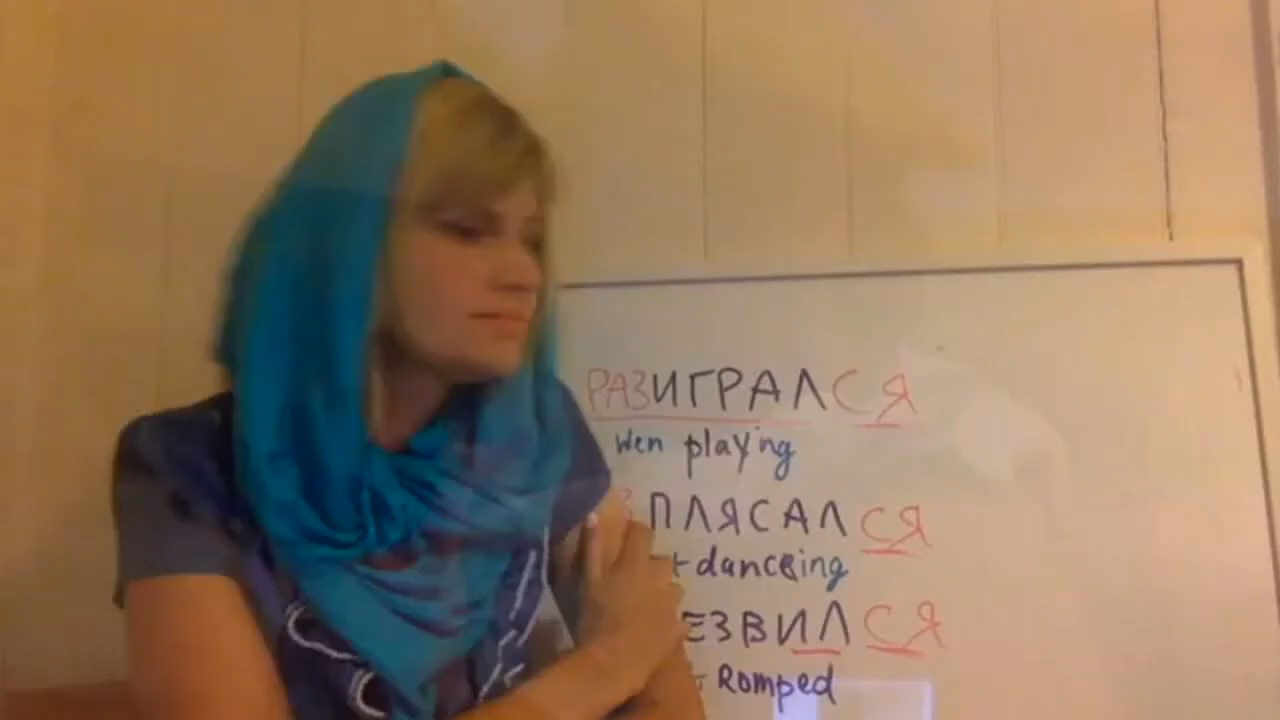 РАЗИГРАЛСЯ
wen playing
З ПЛЯСАЛСЯ
t dancing
ЕЗВИЛСЯ
Romped